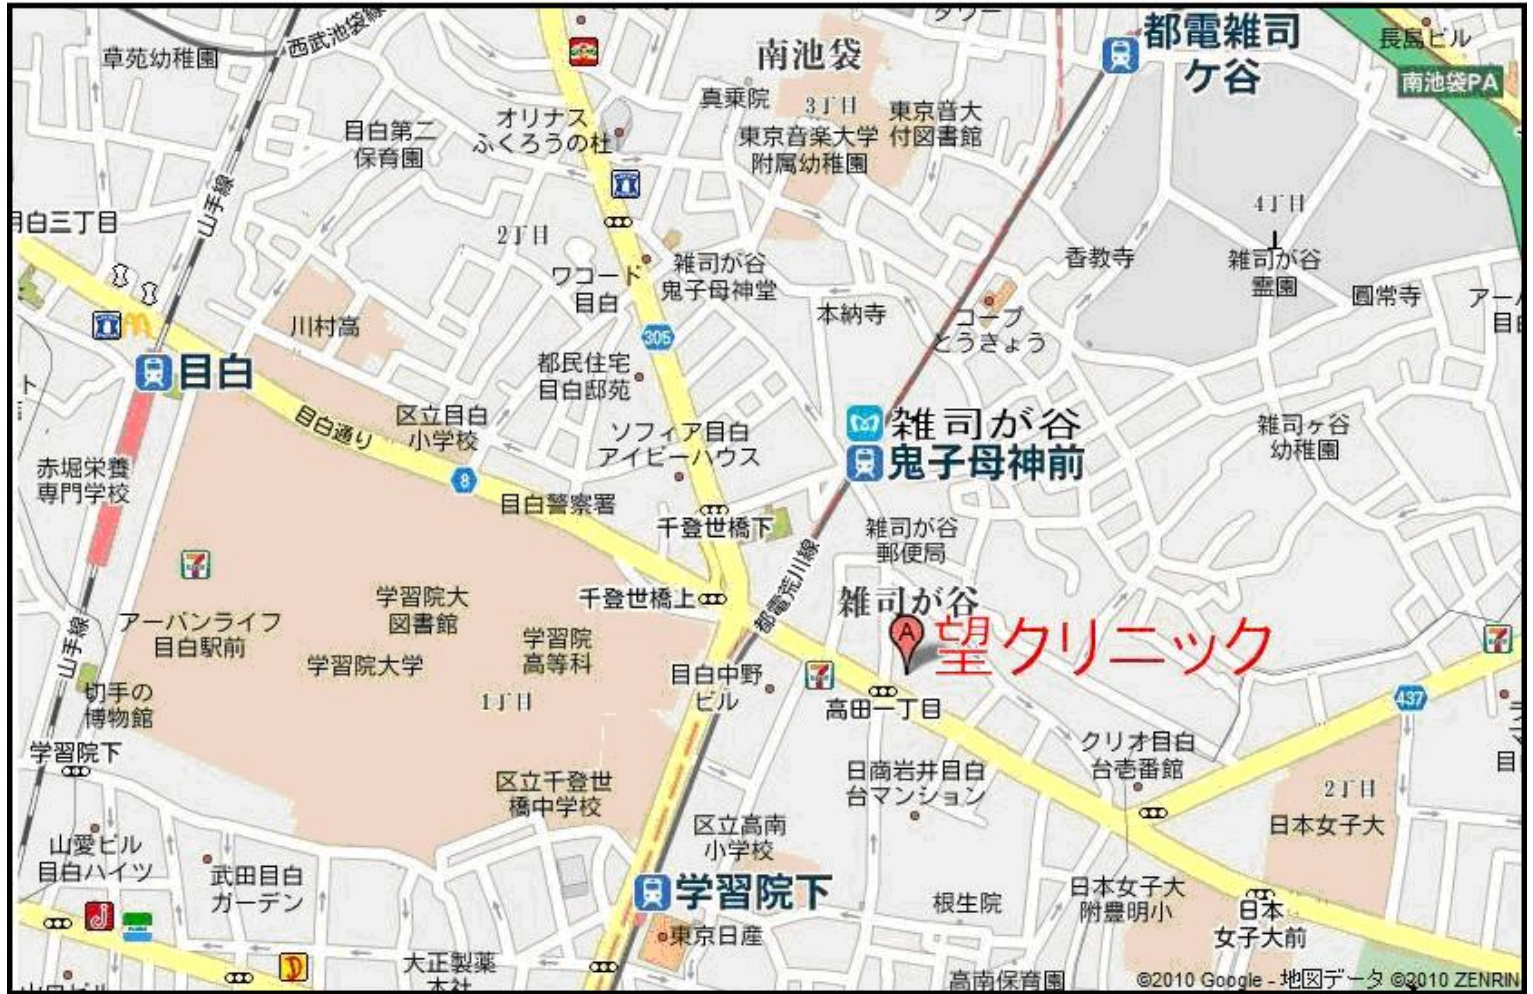 タワー
西武池袋線
草苑幼稚園
南池袋
都電雑司
ケ谷
長島ビル
南池袋PA
真乗院
3丁目
オリナス
ふくろうの杜
東京音大
付図書館
東京音楽大学
附属幼稚園
目白第二
保育園
山手線
目白三丁目
2丁目
4丁目
ワコード
目白
雑司が谷
鬼子母神堂
香教寺
雑司が谷
霊園
圓常寺
本納寺
コープ
とうきょう
川村高
305
都民住宅
目白邸苑
目白
目白通り
区立目白
小学校
ソフィア目白
アイビーハウス
雑司が谷
鬼子母神前
雑司ヶ谷
幼稚園
赤堀栄養
専門学校
8
目白警察署
千登世橋下
雑司が谷
郵便局
都電荒川線
千登世橋上
雑司が谷
学習院大
図書館
アーバンライフ
目白駅前
学習院
高等科
学習院大学
A
望クリニック
山手線
切手の
博物館
1丁目
目白中野
ビル
高田一丁目
437
学習院下
クリオ目白
台壱番館
区立千登世
橋中学校
日商岩井目白
台マンション
2丁目
日本女子大
区立高南
小学校
山愛ビル
目白ハイツ
武田目白
ガーデン
学習院下
根生院
日本女子大
附豊明小
日本
女子大前
東京日産
大正製薬
本社
高南保育園
©2010 Google - 地図データ ©2010 ZENRIN